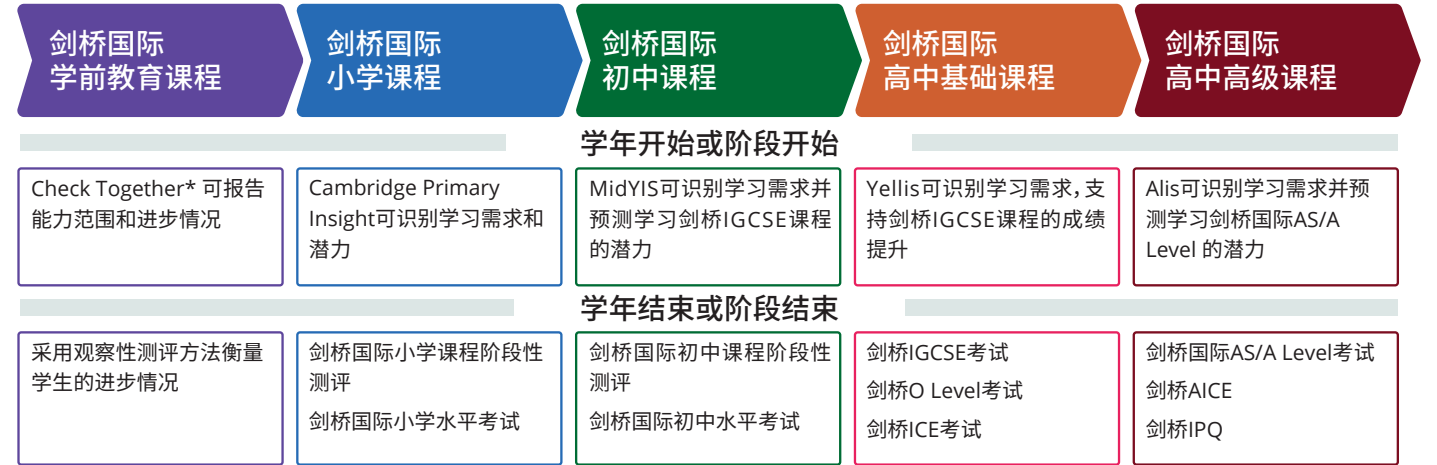 剑桥国际
学前教育课程
剑桥国际
小学课程
剑桥国际
初中课程
剑桥国际
高中基础课程
剑桥国际
高中高级课程
学年开始或阶段开始
Check Together* 可报告
能力范围和进步情况
Cambridge Primary
Insight可识别学习需求和
潜力
MidYIS可识别学习需求并
预测学习剑桥IGCSE课程
的潜力
Yellis可识别学习需求，支
持剑桥IGCSE课程的成绩
提升
Alis可识别学习需求并预
测学习剑桥国际AS/A
Level 的潜力
学年结束或阶段结束
采用观察性测评方法衡量
学生的进步情况
剑桥国际小学课程阶段性
测评
剑桥国际小学水平考试
剑桥国际初中课程阶段性
测评
剑桥国际初中水平考试
剑桥IGCSE考试
剑桥O Level考试
剑桥ICE考试
剑桥国际AS/A Level考试
剑桥AICE
剑桥IPQ